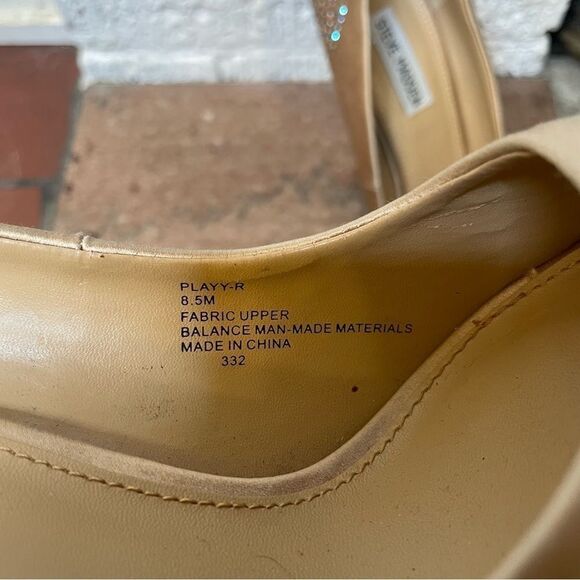 STEVE MADDEN
PLAYY-R
8.5M
FABRIC UPPER
BALANCE MAN-MADE MATERIALS
MADE IN CHINA
332